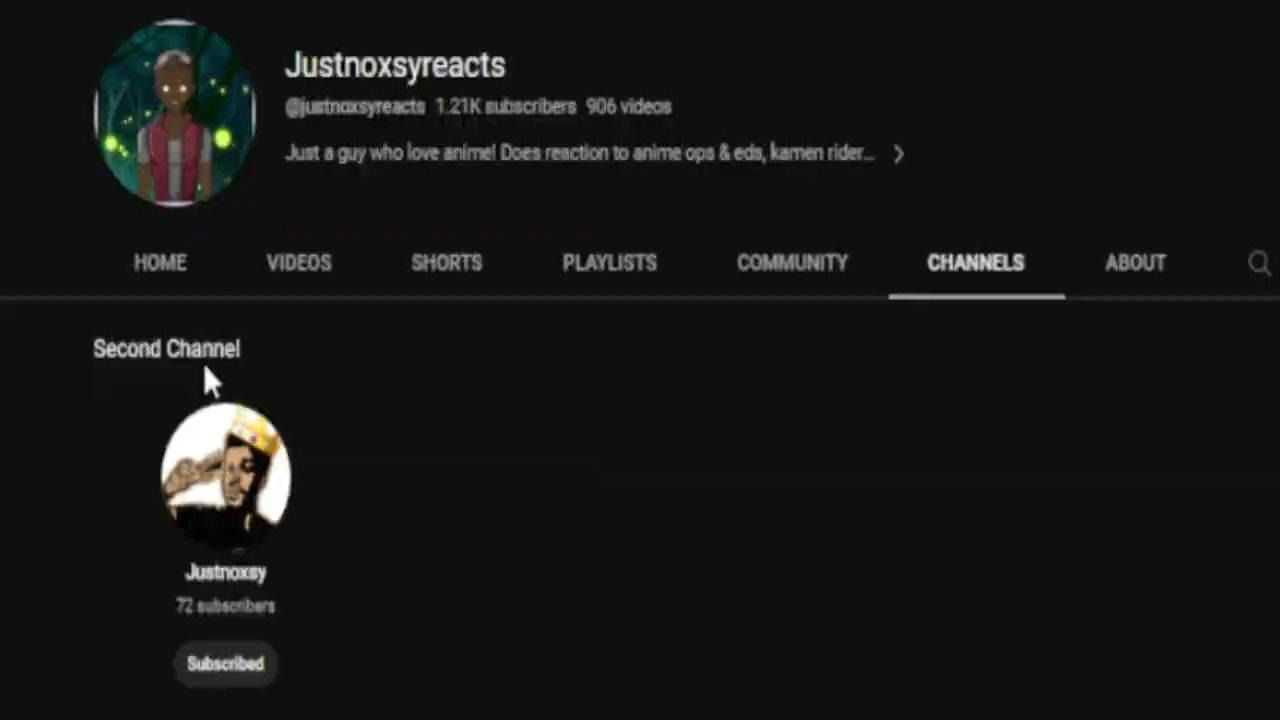 Justnoxsyreacts
@justnoxsyreacts 1.21K subscribers 906 videos
Just a guy who love anime! Does reaction to anime ops & eds, kamen rider...
HOME VIDEOS SHORTS PLAYLISTS COMMUNITY CHANNELS ABOUT
Second Channel
Justnoxsy
72 subscribers
Subscribed